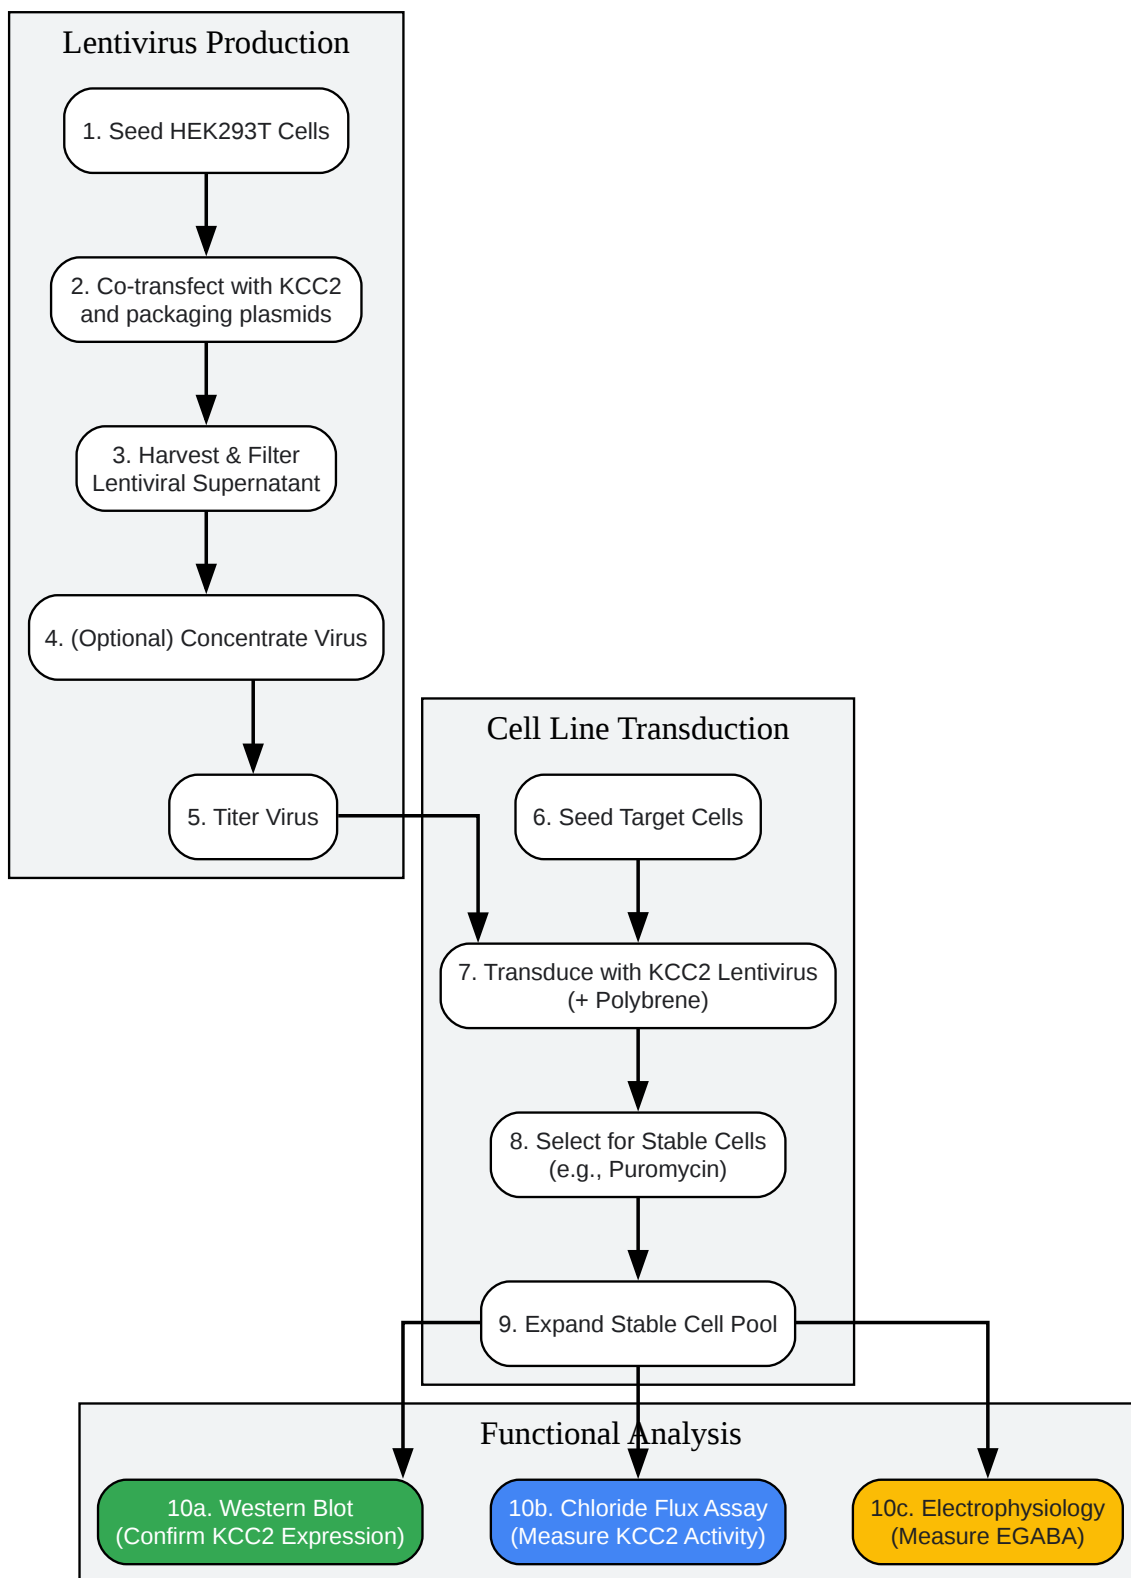 Lentivirus Production
1. Seed HEK293T Cells
2. Co-transfect with KCC2
and packaging plasmids
3. Harvest & Filter
Lentiviral Supernatant
4. (Optional) Concentrate Virus
5. Titer Virus
Cell Line Transduction
6. Seed Target Cells
7. Transduce with KCC2 Lentivirus
(+ Polybrene)
8. Select for Stable Cells
(e.g., Puromycin)
9. Expand Stable Cell Pool
Functional Analysis
10a. Western Blot
(Confirm KCC2 Expression)
10b. Chloride Flux Assay
(Measure KCC2 Activity)
10c. Electrophysiology
(Measure EGABA)